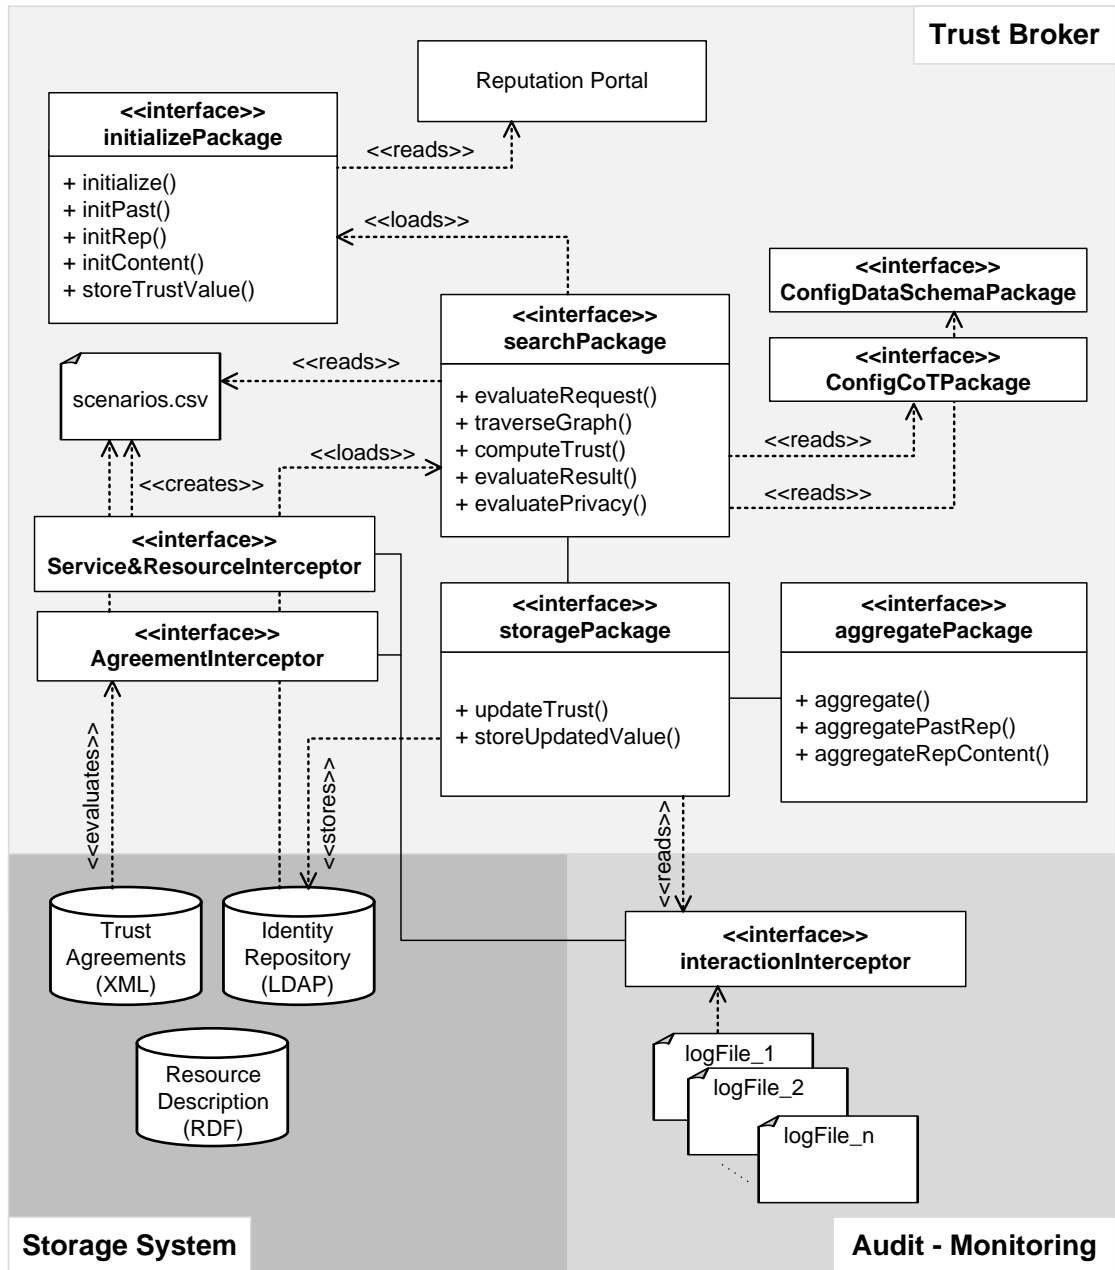 Trust Broker
Reputation Portal
<<interface>>
initializePackage
+ initialize()
+ initPast()
+ initRep()
+ initContent()
+ storeTrustValue()
<<reads>>
<<loads>>
<<interface>>
ConfigDataSchemaPackage
<<interface>>
searchPackage
+ evaluateRequest()
+ traverseGraph()
+ computeTrust()
+ evaluateResult()
+ evaluatePrivacy()
<<interface>>
ConfigCoTPackage
<<reads>>
scenarios.csv
<<reads>>
<<loads>>
<<reads>>
<<creates>>
<<interface>>
Service&ResourceInterceptor
<<interface>>
AgreementInterceptor
<<interface>>
storagePackage
+ updateTrust()
+ storeUpdatedValue()
<<interface>>
aggregatePackage
+ aggregate()
+ aggregatePastRep()
+ aggregateRepContent()
<<evaluates>>
<<stores>>
<<reads>>
Trust
Agreements
(XML)
Identity
Repository
(LDAP)
Resource
Description
(RDF)
<<interface>>
interactionInterceptor
logFile_1
logFile_2
logFile_n
Storage System
Audit - Monitoring